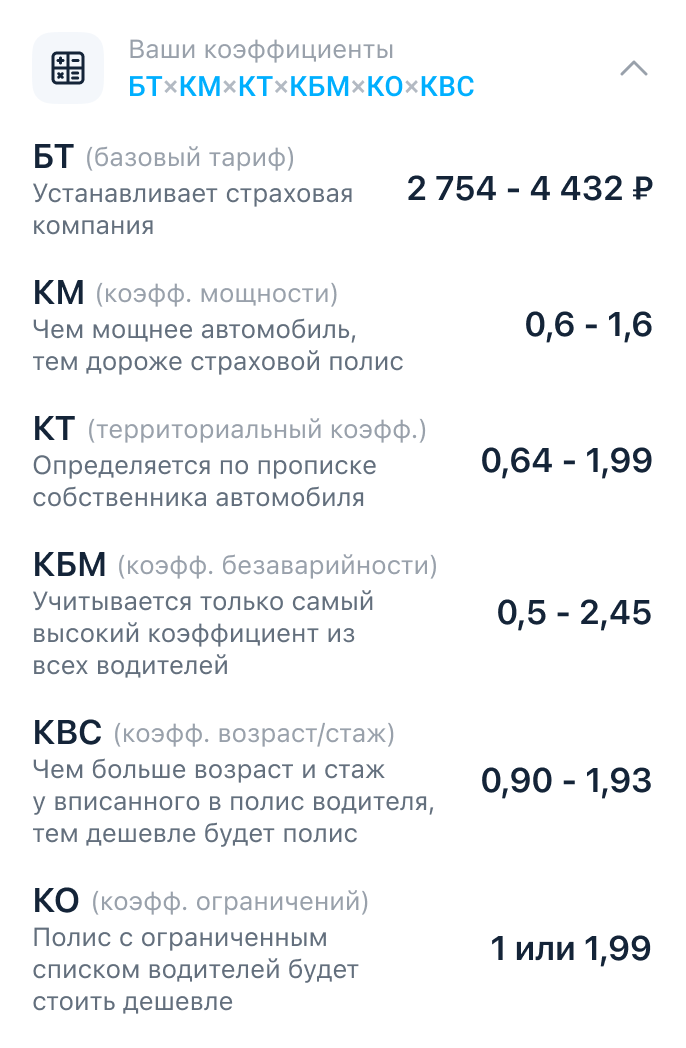 Ваши коэффициенты
БТ×КМ×КТ×КБМ×КО×КВС
БТ (базовый тариф)
Устанавливает страховая
компания
2 754 - 4 432 ₽
КМ (коэфф. мощности)
Чем мощнее автомобиль,
тем дороже страховой полис
0,6 - 1,6
КТ (территориальный коэфф.)
Определяется по прописке
собственника автомобиля
0,64 - 1,99
КБМ (коэфф. безаварийности)
Учитывается только самый
высокий коэффициент из
всех водителей
0,5 - 2,45
КВС (коэфф. возраст/стаж)
Чем больше возраст и стаж
у вписанного в полис водителя,
тем дешевле будет полис
0,90 - 1,93
КО (коэфф. ограничений)
Полис с ограниченным
списком водителей будет
стоить дешевле
1 или 1,99